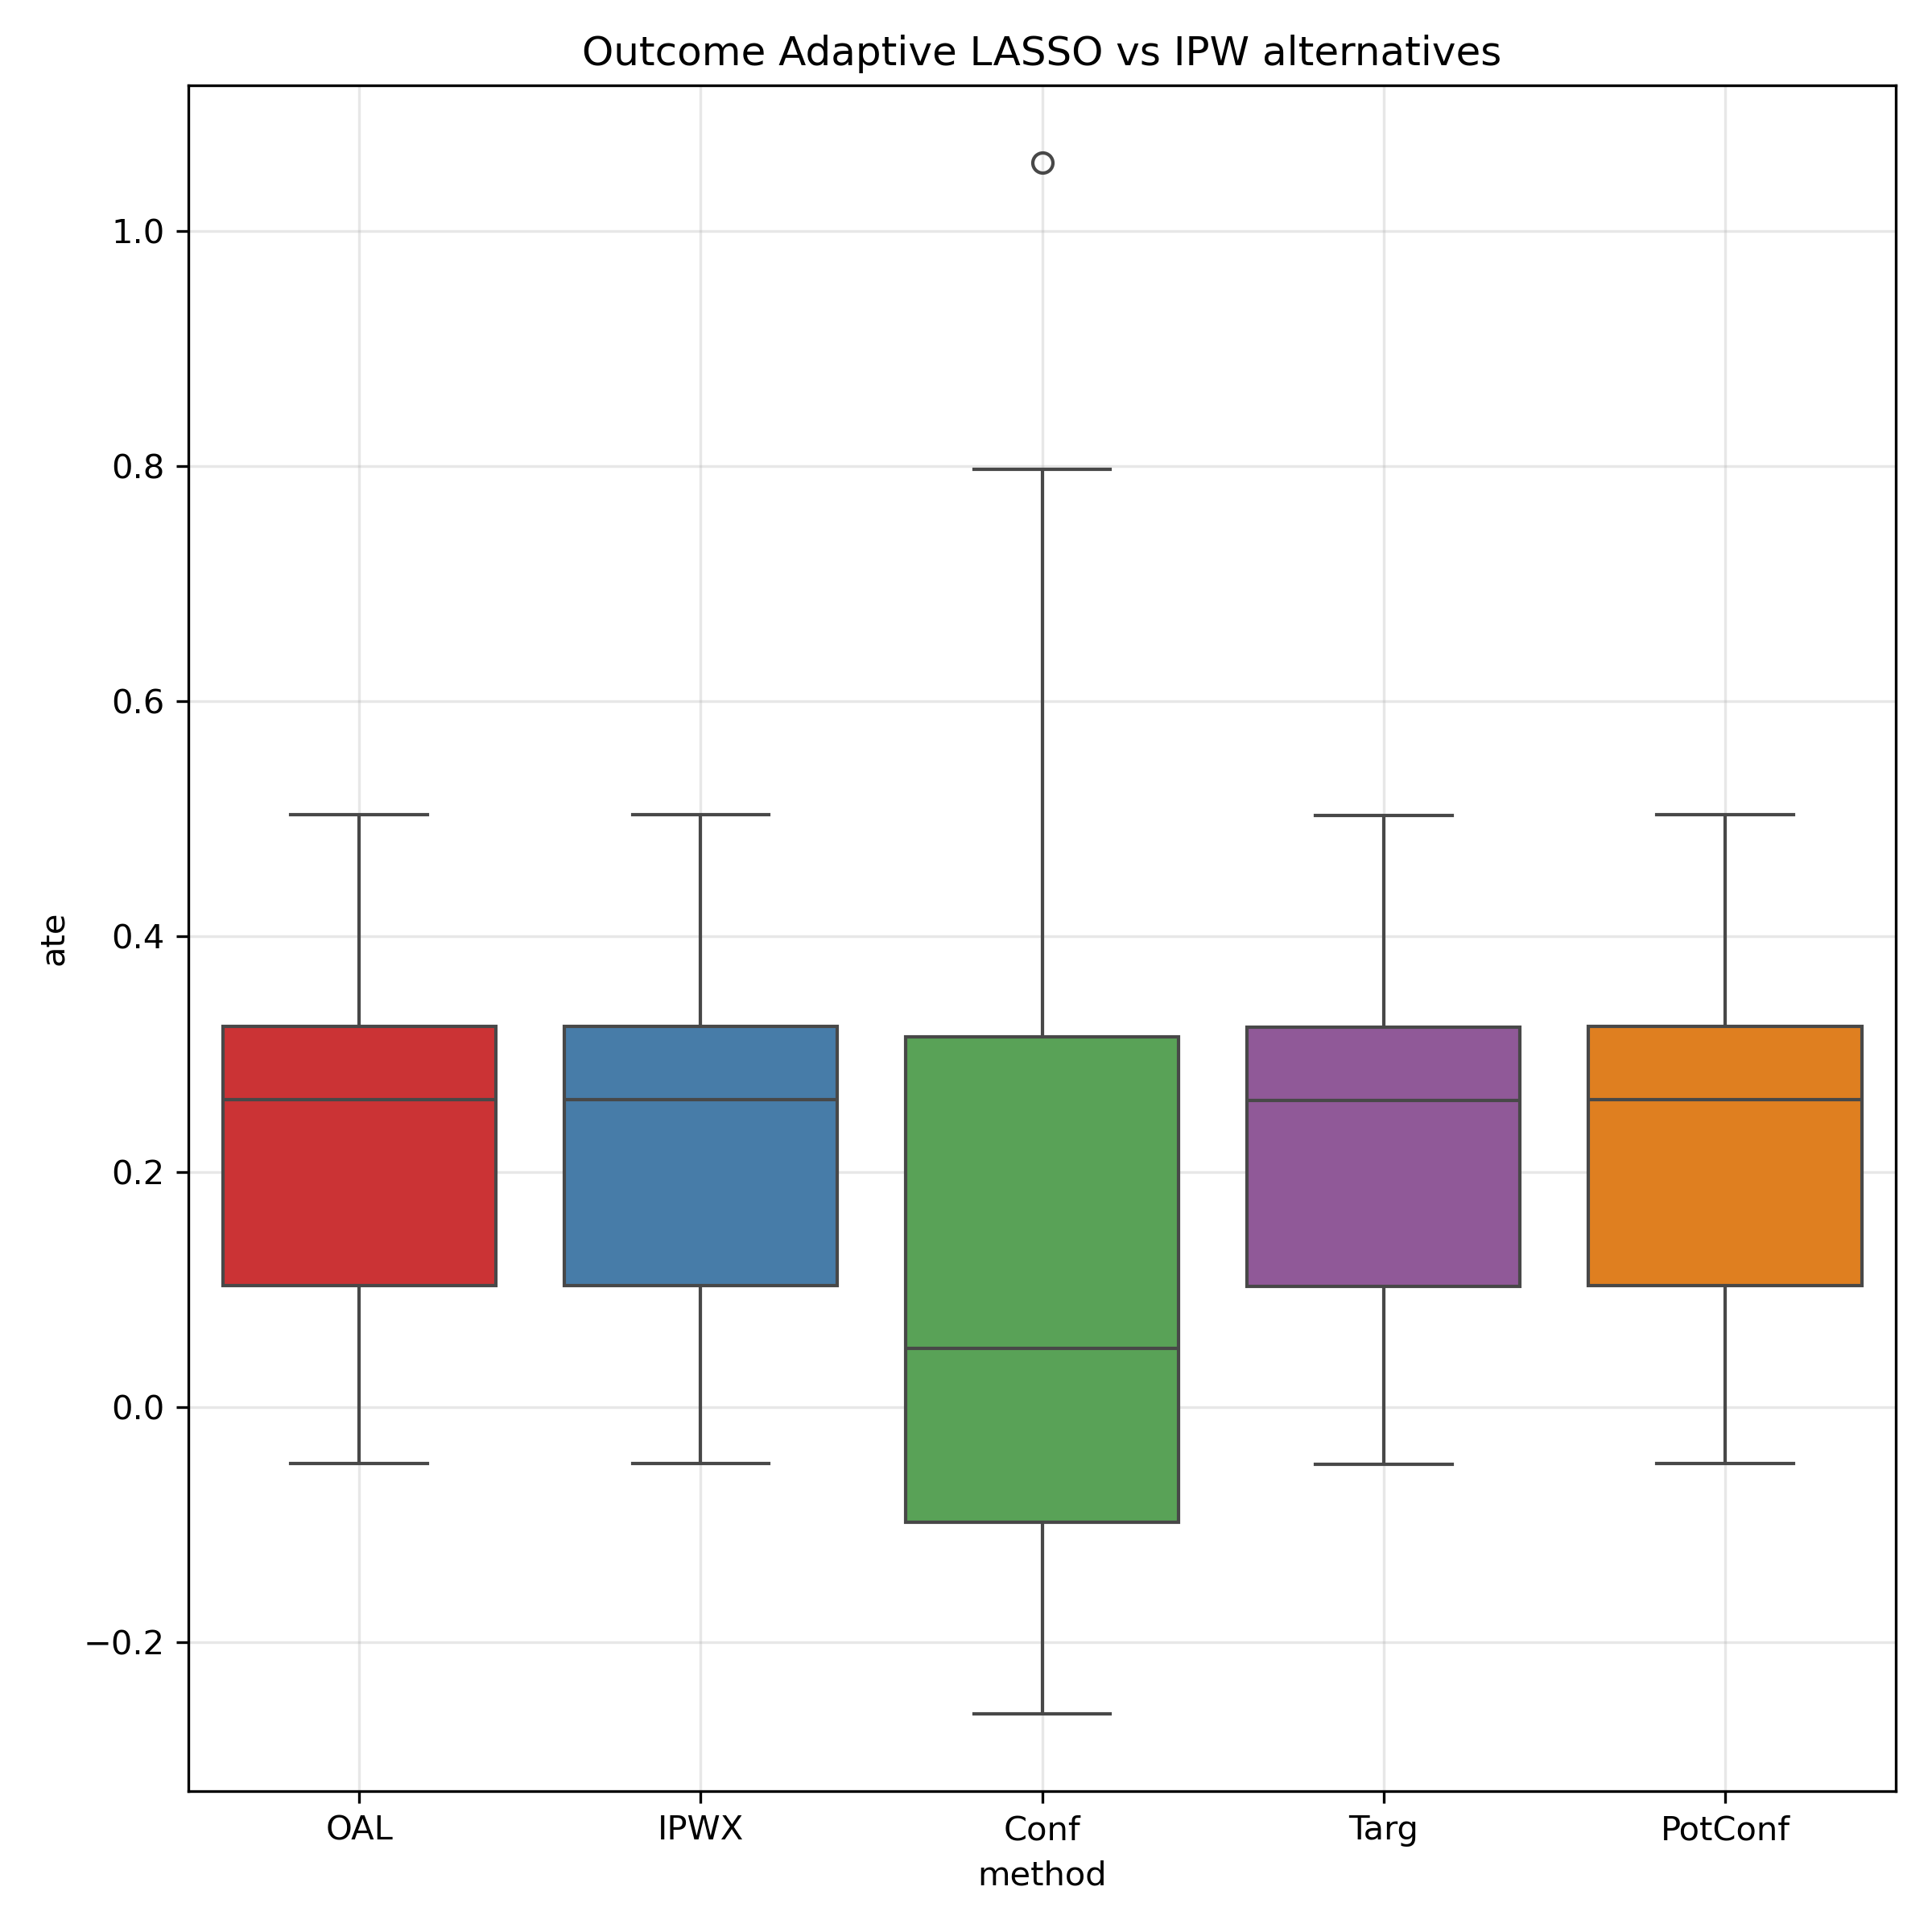 Outcome Adaptive LASSO vs IPW alternatives
1.0
0.8
0.6
0.4
0.2
0.0
−0.2
ate
OAL IPWX Conf Targ PotConf
method